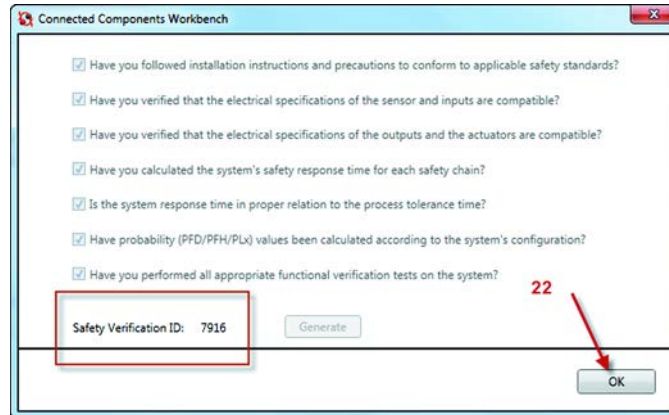 Connected Components Workbench
Have you followed installation instructions and precautions to conform to applicable safety standards?
Have you verified that the electrical specifications of the sensor and inputs are compatible?
Have you verified that the electrical specifications of the outputs and the actuators are compatible?
Have you calculated the system's safety response time for each safety chain?
Is the system response time in proper relation to the process tolerance time?
Have probability (PFD/PFH/PLx) values been calculated according to the system's configuration?
Have you performed all appropriate functional verification tests on the system?
22
Safety Verification ID: 7916 Generate
OK